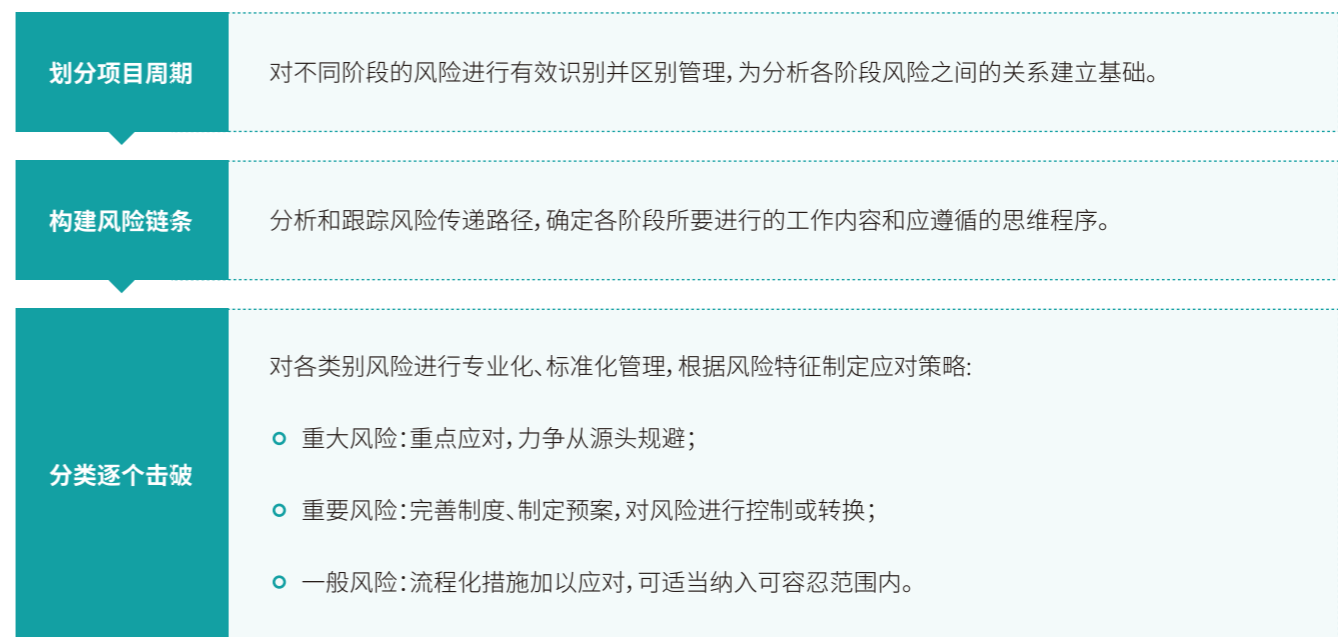 划分项目周期
对不同阶段的风险进行有效识别并区别管理,为分析各阶段风险之间的关系建立基础。
构建风险链条
分析和跟踪风险传递路径,确定各阶段所要进行的工作内容和应遵循的思维程序。
分类逐个击破
对各类别风险进行专业化、标准化管理,根据风险特征制定应对策略:
重大风险：重点应对,力争从源头规避；
重要风险：完善制度、制定预案,对风险进行控制或转换；
一般风险：流程化措施加以应对,可适当纳入可容忍范围内。